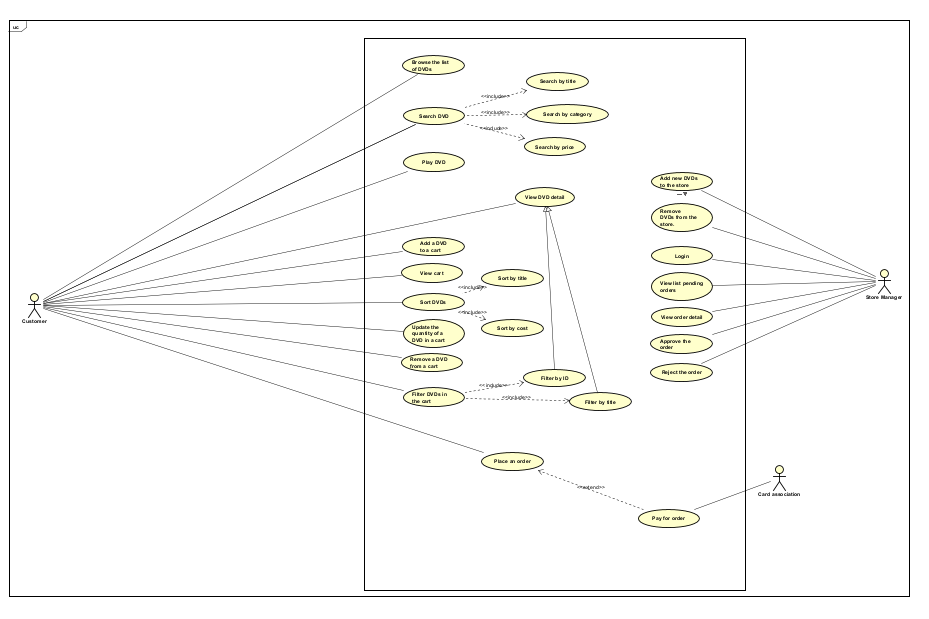 uc
Browse the list
of DVDs
Search by title
<<include>>
Search DVD
<<include>>
Search by category
<<include>>
Search by price
Play DVD
Add new DVDs
to the store
View DVD detail
Remove
DVDs from the
store.
Add a DVD
to a cart
Login
View cart
Sort by title
<<include>>
View list pending
orders
Store Manager
Sort DVDs
<<include>>
Customer
View order detail
Sort by cost
Update the
quantity of a
DVD in a cart
Approve the
order
Remove a DVD
from a cart
Reject the order
Filter by ID
<<include>>
Filter DVDs in
the cart
<<include>>
Filter by title
Place an order
<<extend>>
Card association
Pay for order